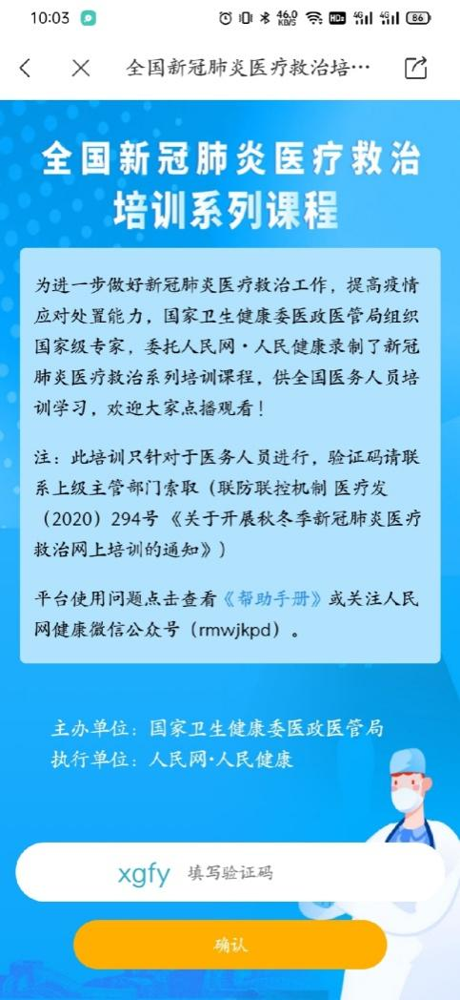 10:03
46.0 KB/S HD2 4G 4G 86
全国新冠肺炎医疗救治培…
全国新冠肺炎医疗救治
培训系列课程
为进一步做好新冠肺炎医疗救治工作，提高疫情
应对处置能力，国家卫生健康委医政医管局组织
国家级专家，委托人民网·人民健康录制了新冠
肺炎医疗救治系列培训课程，供全国医务人员培
训学习，欢迎大家点播观看！
注：此培训只针对于医务人员进行，验证码请联
系上级主管部门索取（联防联控机制 医疗发
（2020）294号 《关于开展秋冬季新冠肺炎医疗
救治网上培训的通知》）
平台使用问题点击查看《帮助手册》或关注人民
网健康微信公众号（rmwjkpd）。
主办单位：国家卫生健康委医政医管局
执行单位：人民网·人民健康
xgfy 填写验证码
确认